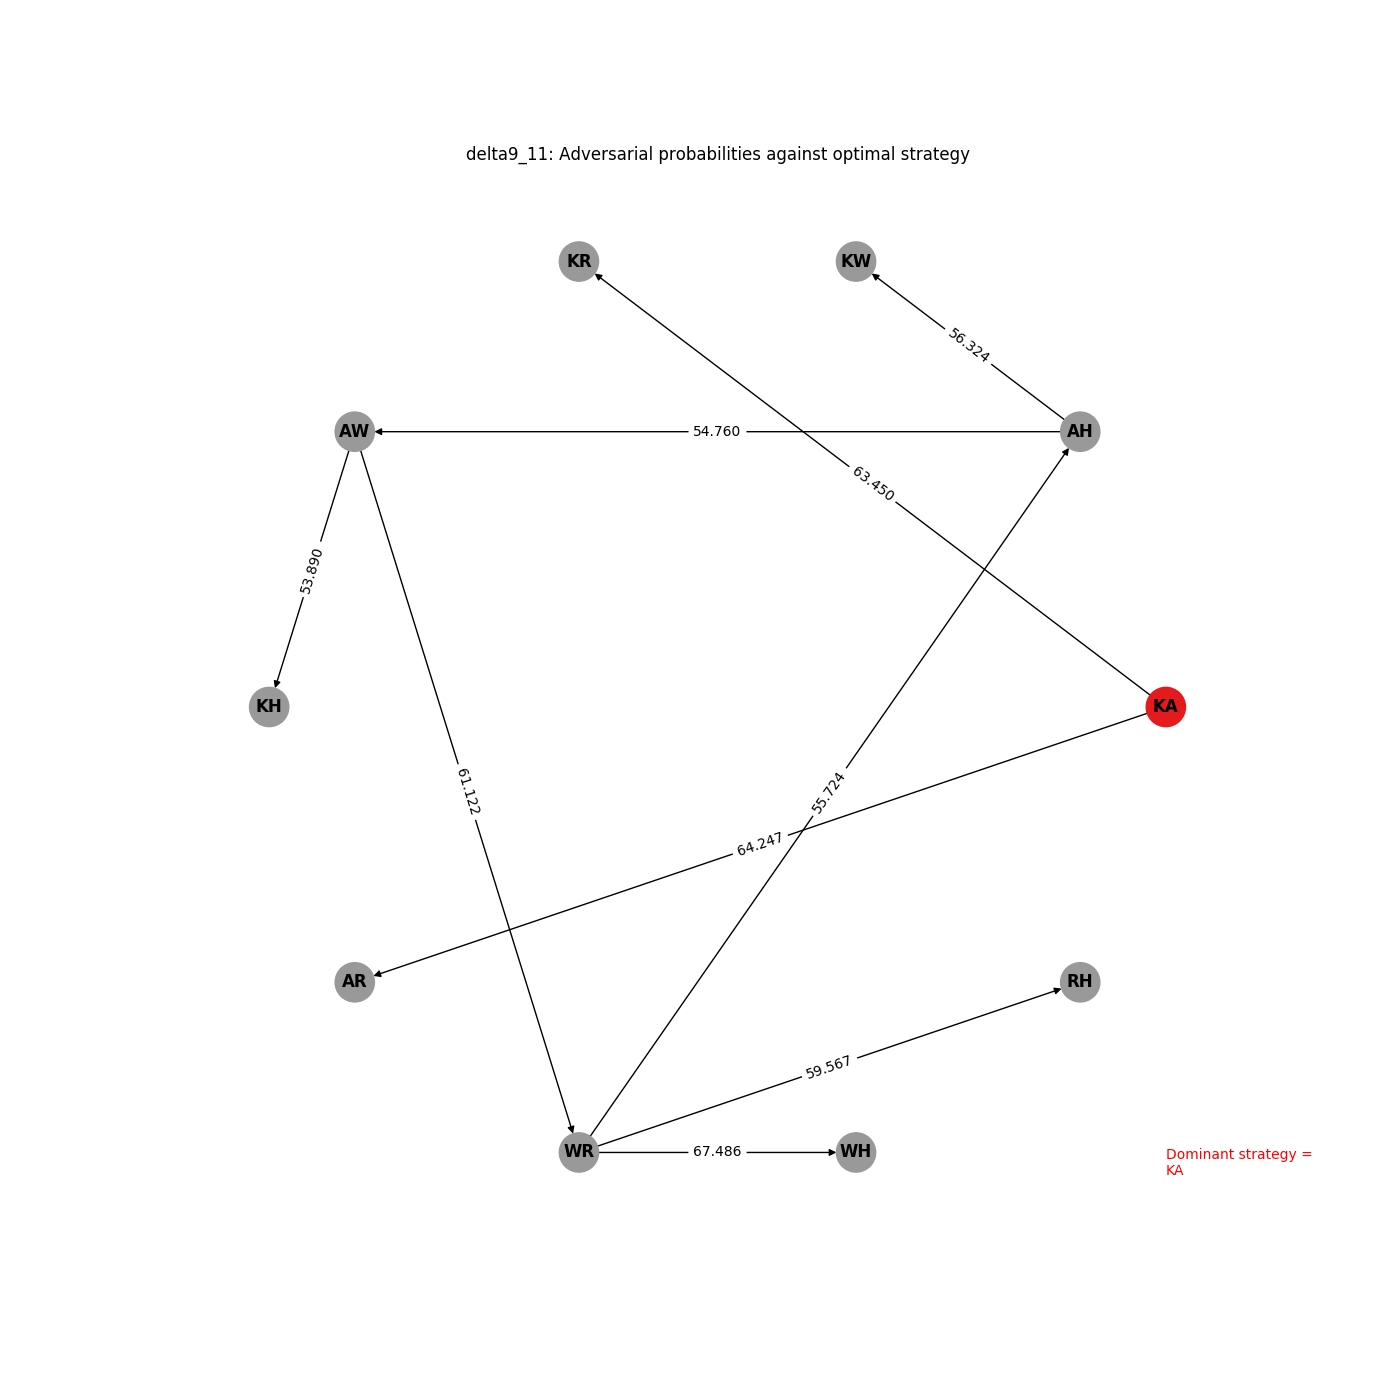 delta9_11: Adversarial probabilities against optimal strategy
KR
KW
56.324
AW
54.760
AH
63.450
53.890
KH
KA
61.122
55.724
64.247
AR
RH
59.567
WR
67.486
WH
Dominant strategy =
KA